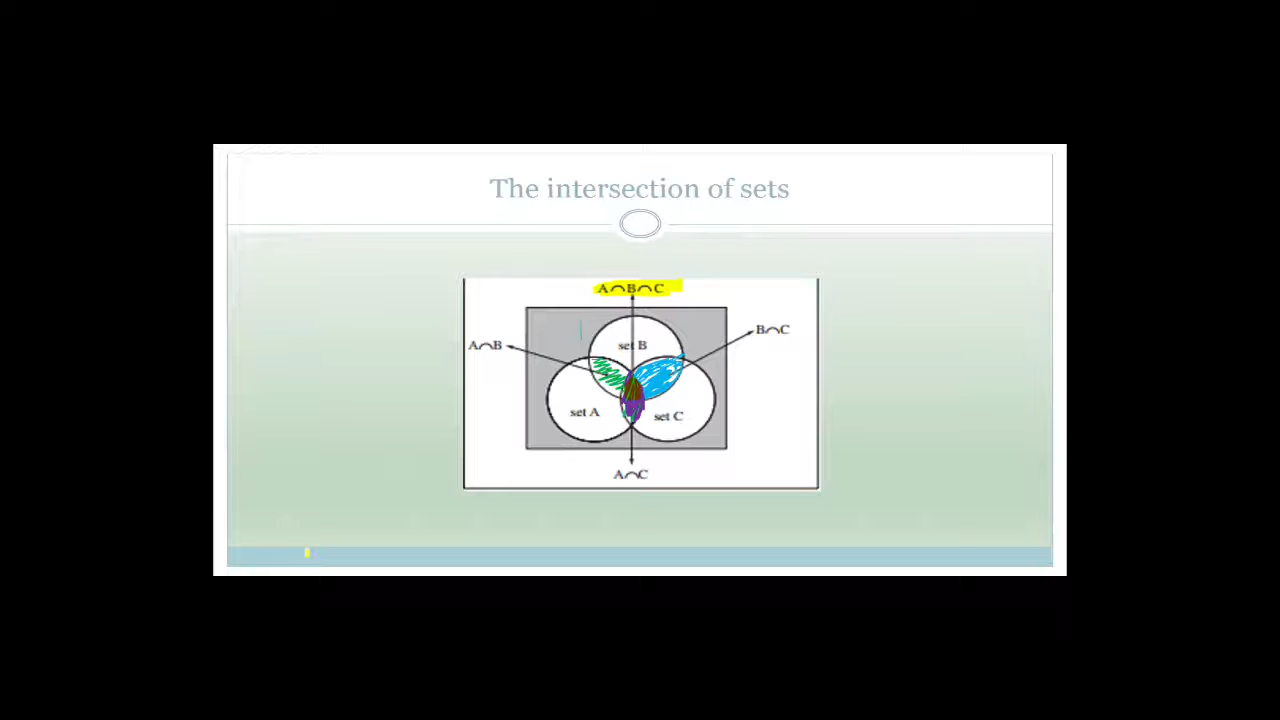 The intersection of sets
A∩B∩C
B∩C
A∩B
set B
set A
set C
A∩C